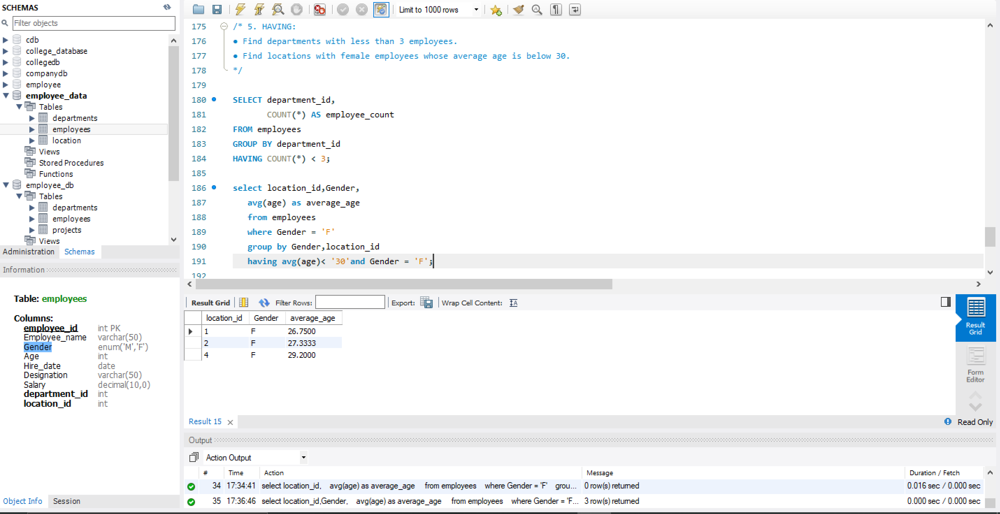 SCHEMAS
Filter objects
cdb
college_database
collegedb
companydb
employee
employee_data
Tables
departments
employees
location
Views
Stored Procedures
Functions
employee_db
Tables
departments
employees
projects
Views
Administration Schemas
Information
Table: employees
Columns:
employee_id int PK
Employee_name varchar(50)
Gender enum('M','F')
Age int
Hire_date date
Designation varchar(50)
Salary decimal(10,0)
department_id int
location_id int
Object Info Session
Limit to 1000 rows
175 /* 5. HAVING:
176 • Find departments with less than 3 employees.
177 • Find locations with female employees whose average age is below 30.
178 */
179
180 SELECT department_id,
181 COUNT(*) AS employee_count
182 FROM employees
183 GROUP BY department_id
184 HAVING COUNT(*) < 3;
185
186 select location_id,Gender,
187 avg(age) as average_age
188 from employees
189 where Gender = 'F'
190 group by Gender,location_id
191 having avg(age)< '30'and Gender = 'F';
192
Result Grid Filter Rows: Export: Wrap Cell Content:
location_id Gender average_age
1 F 26.7500
2 F 27.3333
4 F 29.2000
Result Grid
Form Editor
Result 15 Read Only
Output
Action Output
# Time Action Message Duration / Fetch
34 17:34:41 select location_id, avg(age) as average_age from employees where Gender = 'F' grou... 0 row(s) returned 0.016 sec / 0.000 sec
35 17:36:46 select location_id,Gender, avg(age) as average_age from employees where Gender = 'F... 3 row(s) returned 0.000 sec / 0.000 sec